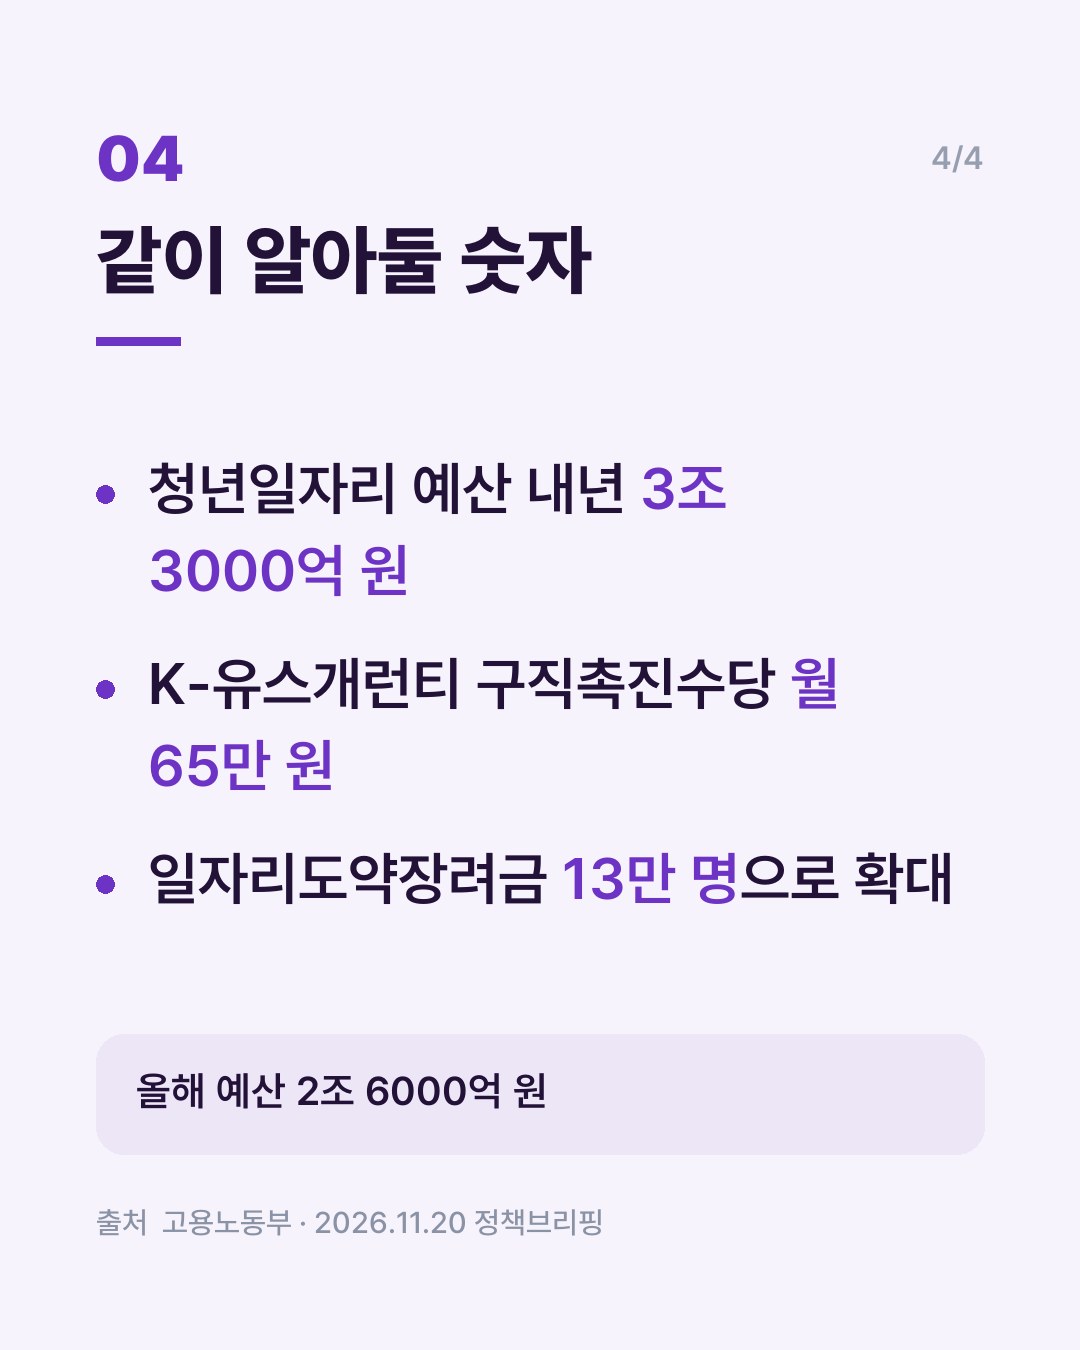 04
4/4
같이 알아둘 숫자
• 청년일자리 예산 내년 3조
3000억 원
• K-유스개런티 구직촉진수당 월
65만 원
• 일자리도약장려금 13만 명으로 확대
올해 예산 2조 6000억 원
출처 고용노동부 · 2026.11.20 정책브리핑